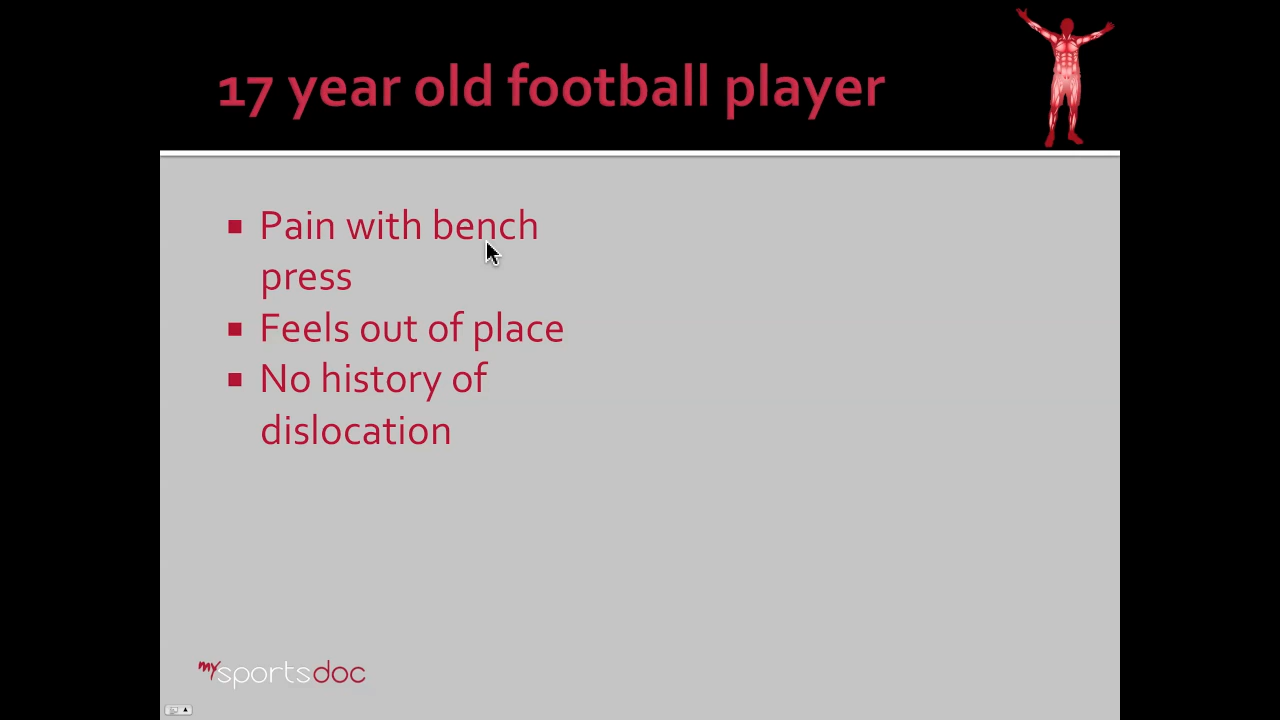 17 year old football player
Pain with bench
press
Feels out of place
No history of
dislocation
mysportsdoc